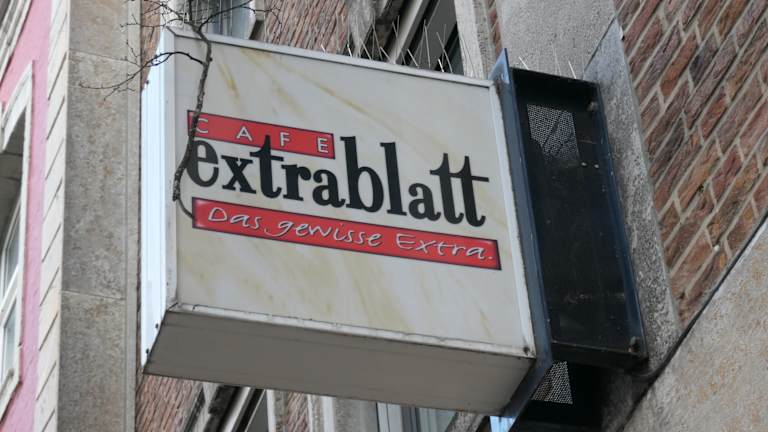 CAFE
extrablatt
Das gewisse Extra.